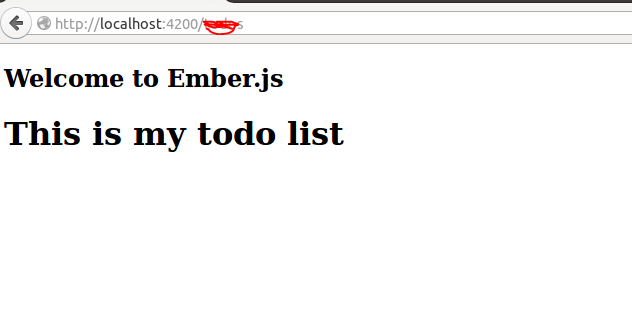 http://localhost:4200/
Welcome to Ember.js
This is my todo list